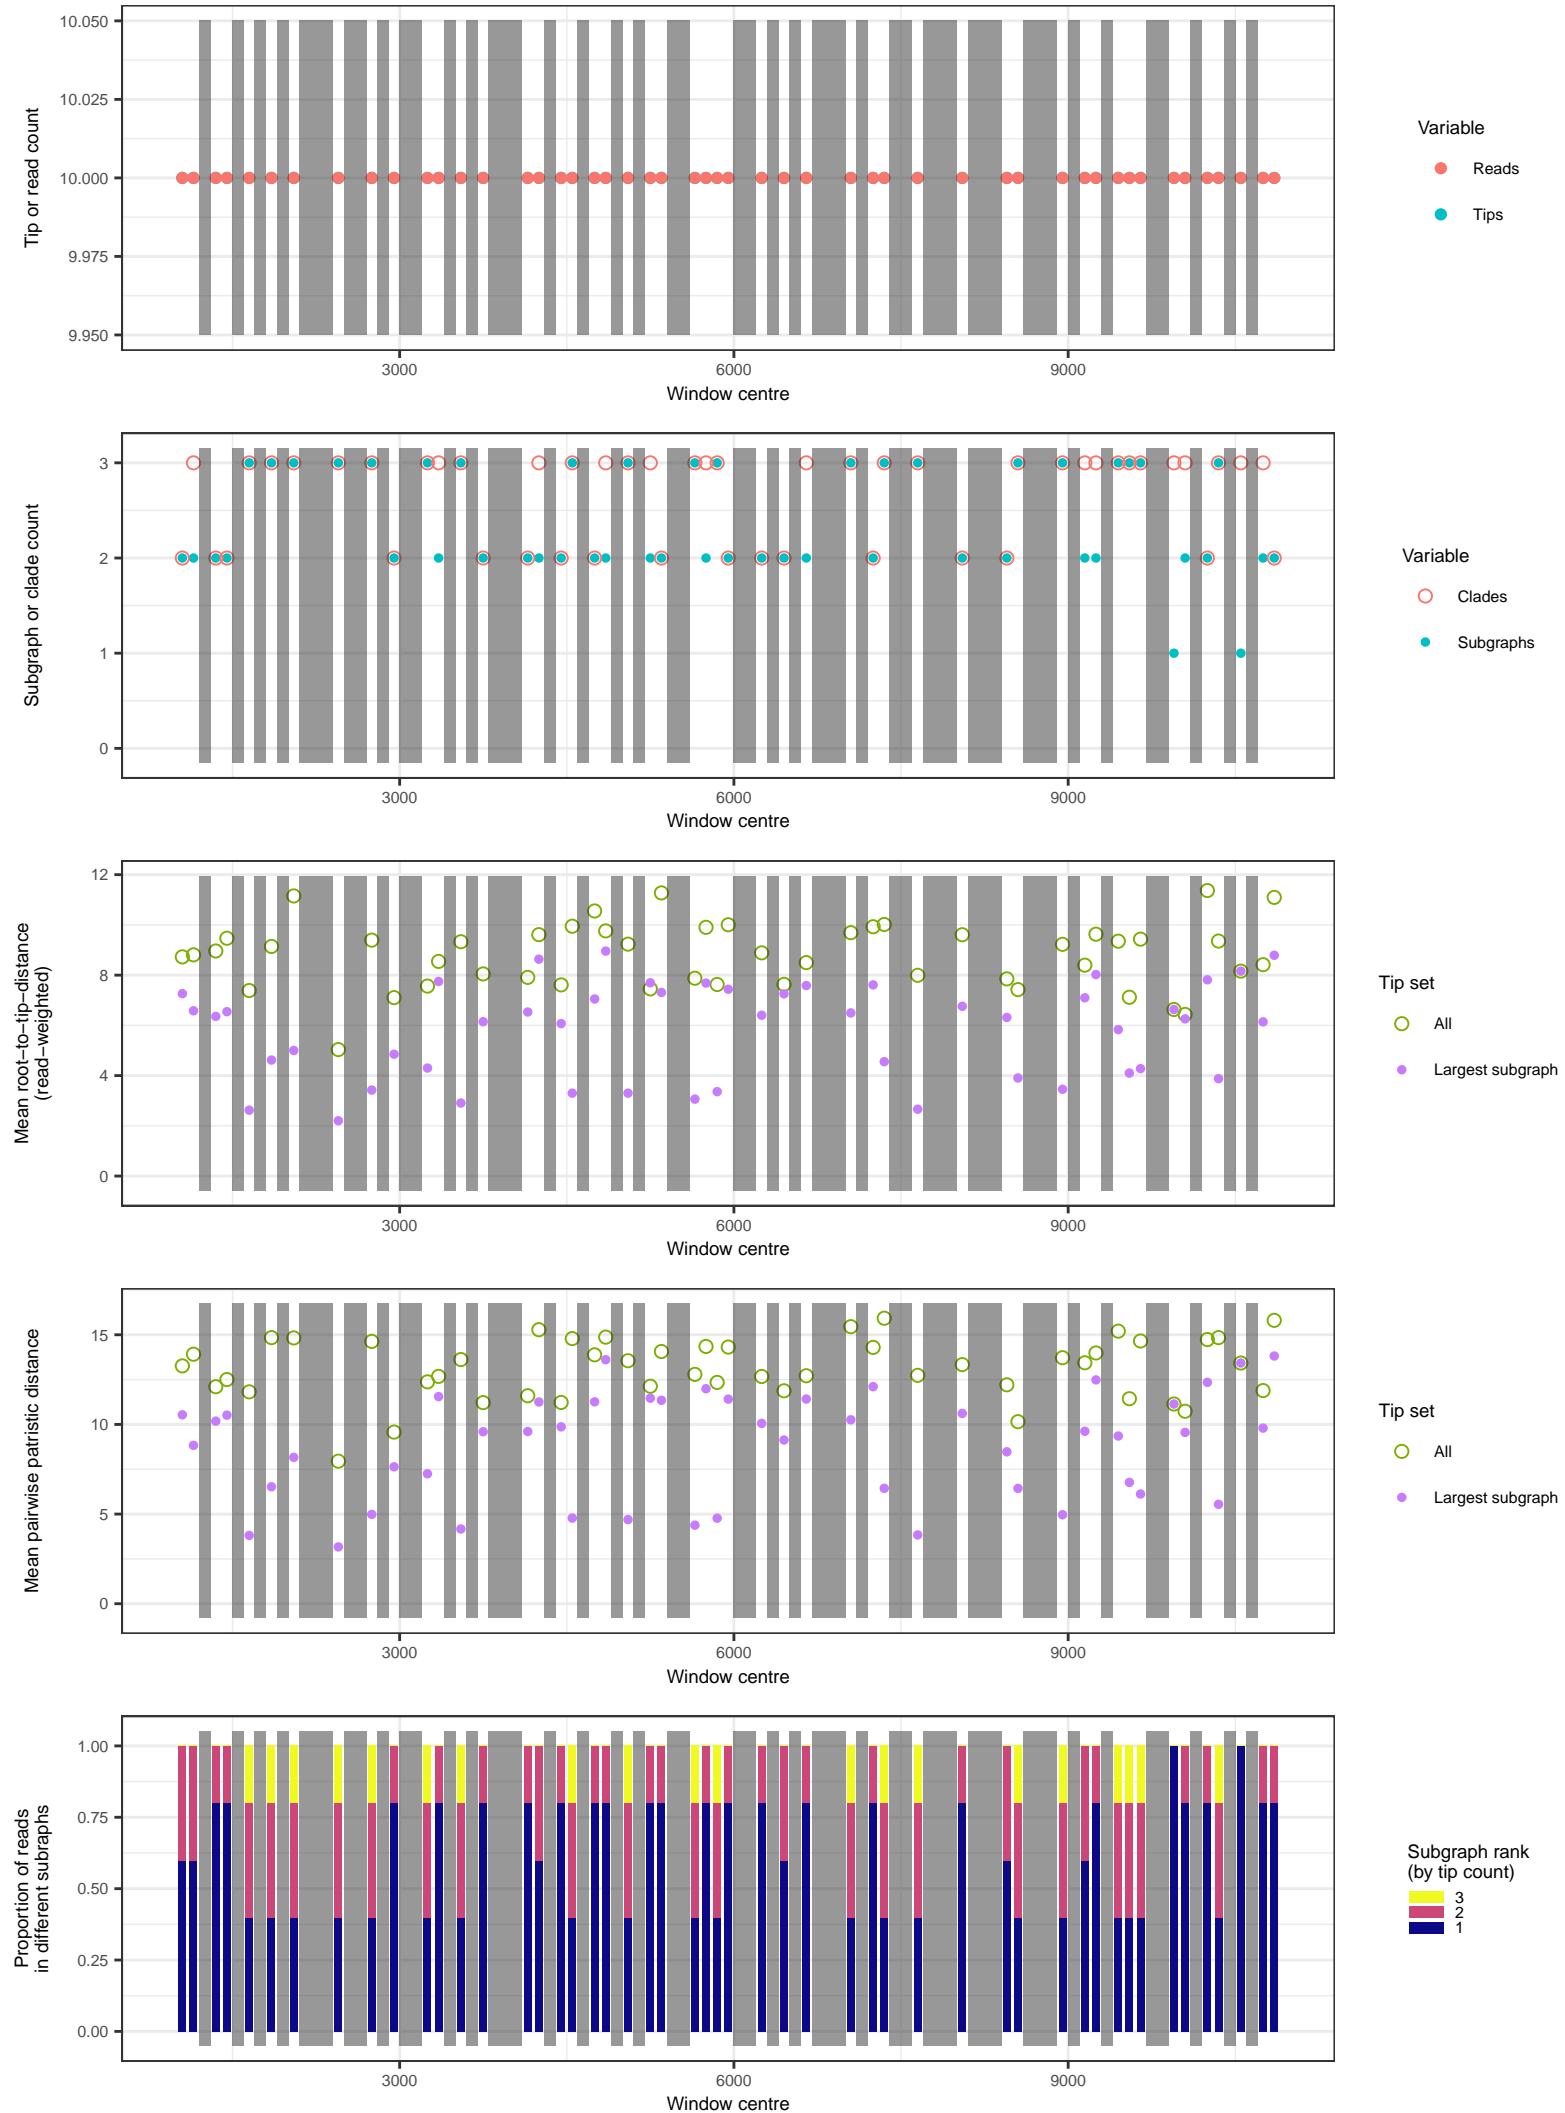 Tip or read count
10.050
10.025
10.000
9.975
9.950
3000 6000 9000
Window centre
Variable
Reads
Tips
Subgraph or clade count
3
2
1
0
3000 6000 9000
Window centre
Variable
Clades
Subgraphs
Mean root−to−tip−distance
(read−weighted)
12
8
4
0
3000 6000 9000
Window centre
Tip set
All
Largest subgraph
Mean pairwise patristic distance
15
10
5
0
3000 6000 9000
Window centre
Tip set
All
Largest subgraph
Proportion of reads
in different subraphs
1.00
0.75
0.50
0.25
0.00
3000 6000 9000
Window centre
Subgraph rank
(by tip count)
3
2
1